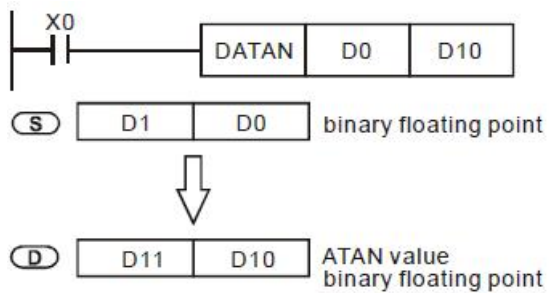 X0
DATAN D0 D10
S D1 D0 binary floating point
D D11 D10 ATAN value
binary floating point